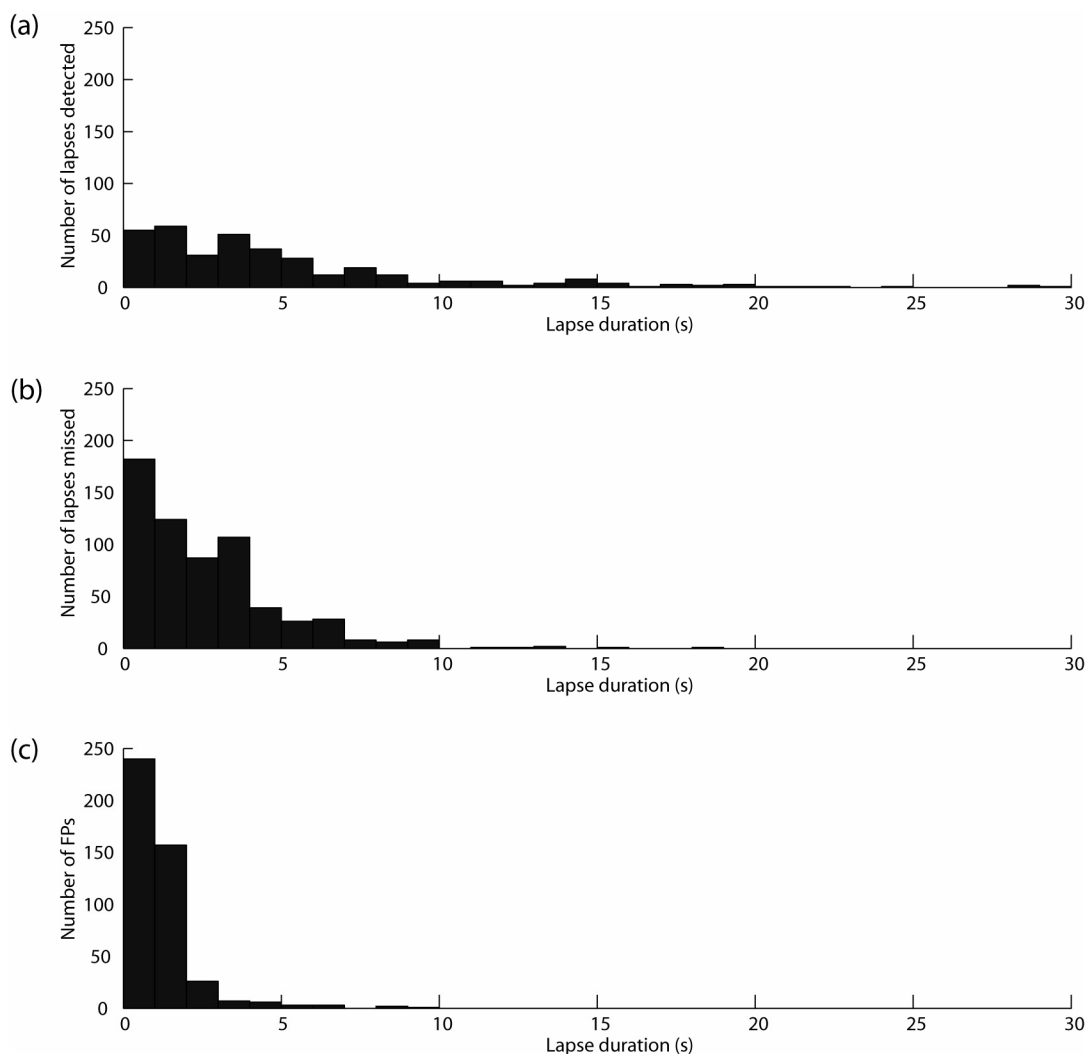 (a)
Number of lapses detected
250
200
150
100
50
0
0 5 10 15 20 25 30
Lapse duration (s)
(b)
Number of lapses missed
250
200
150
100
50
0
0 5 10 15 20 25 30
Lapse duration (s)
(c)
Number of FPs
250
200
150
100
50
0
0 5 10 15 20 25 30
Lapse duration (s)